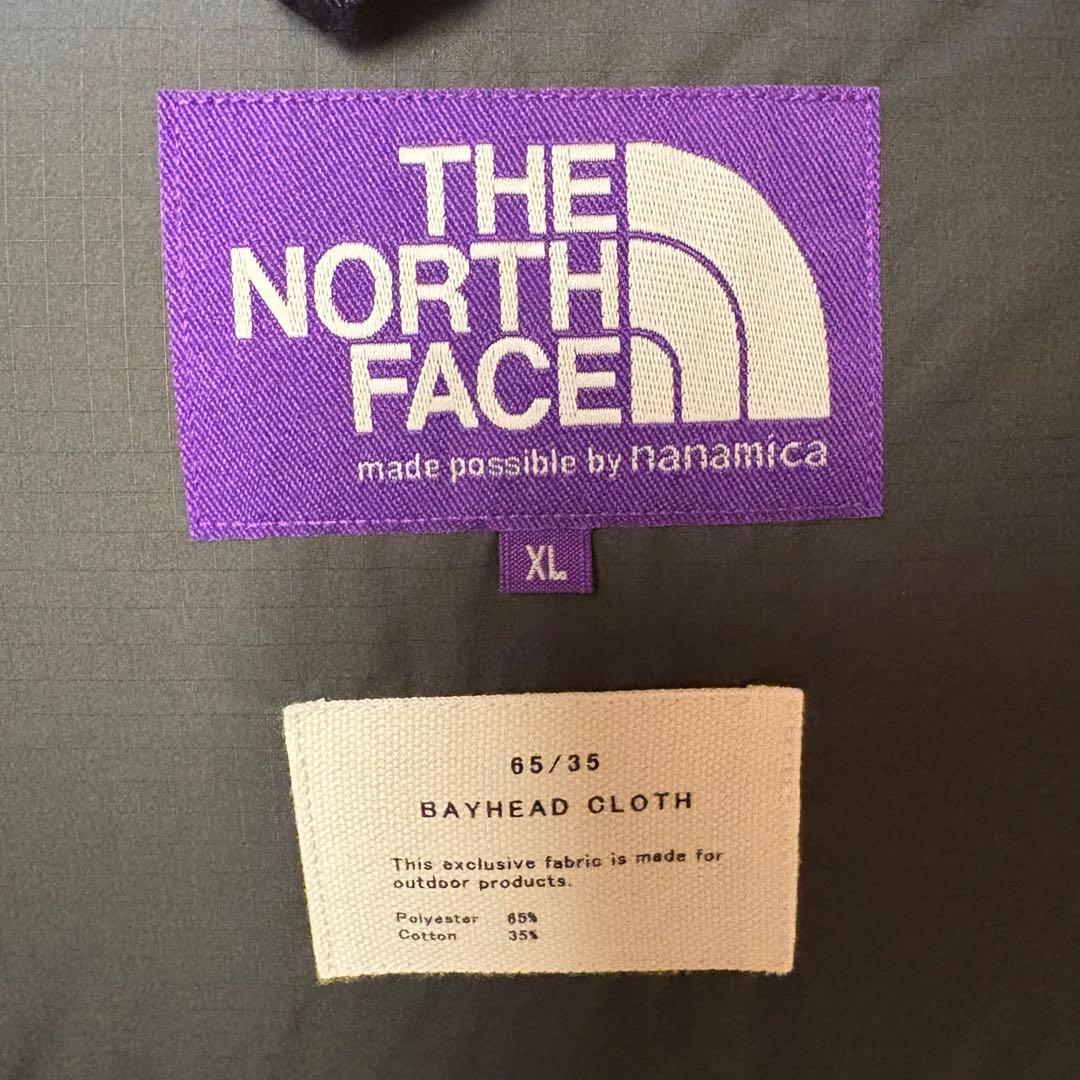 THE
NORTH
FACE
made possible by nanamica
XL
65/35
BAYHEAD CLOTH
This exclusive fabric is made for
outdoor products.
Polyester 65%
Cotton 35%